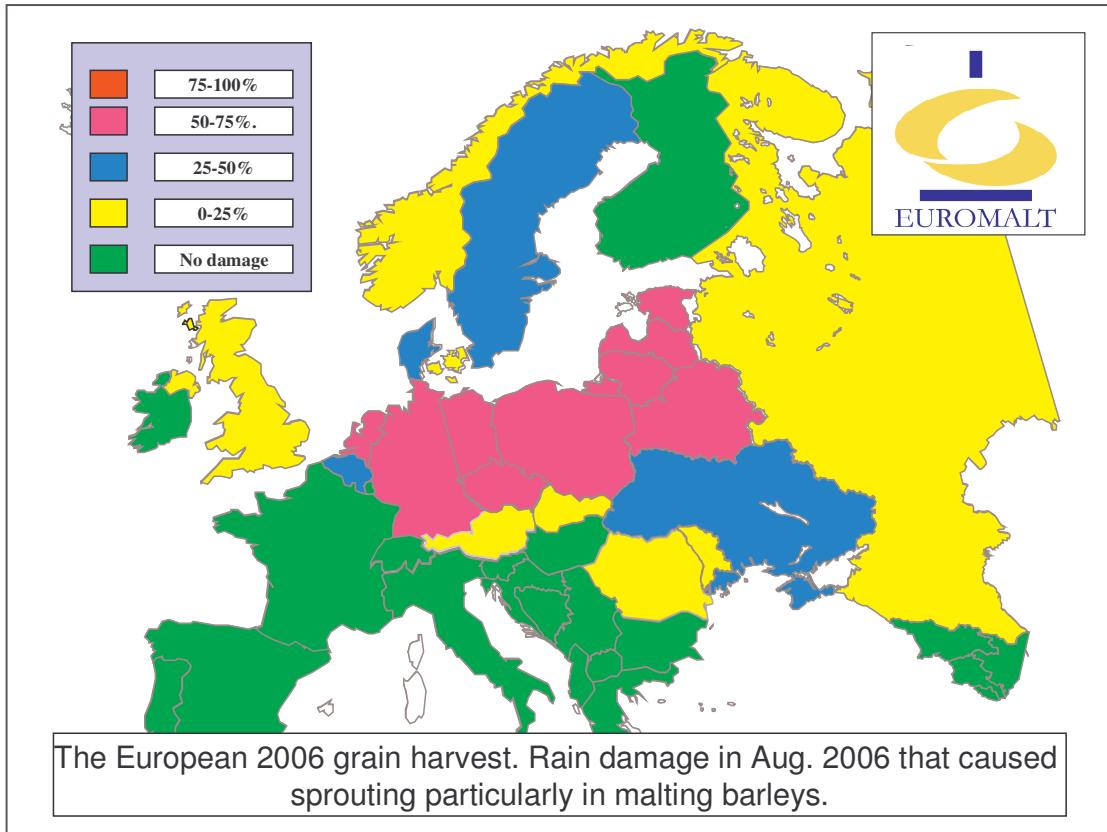 75-100%
50-75%.
25-50%
0-25%
No damage
EUROMALT
The European 2006 grain harvest. Rain damage in Aug. 2006 that caused
sprouting particularly in malting barleys.